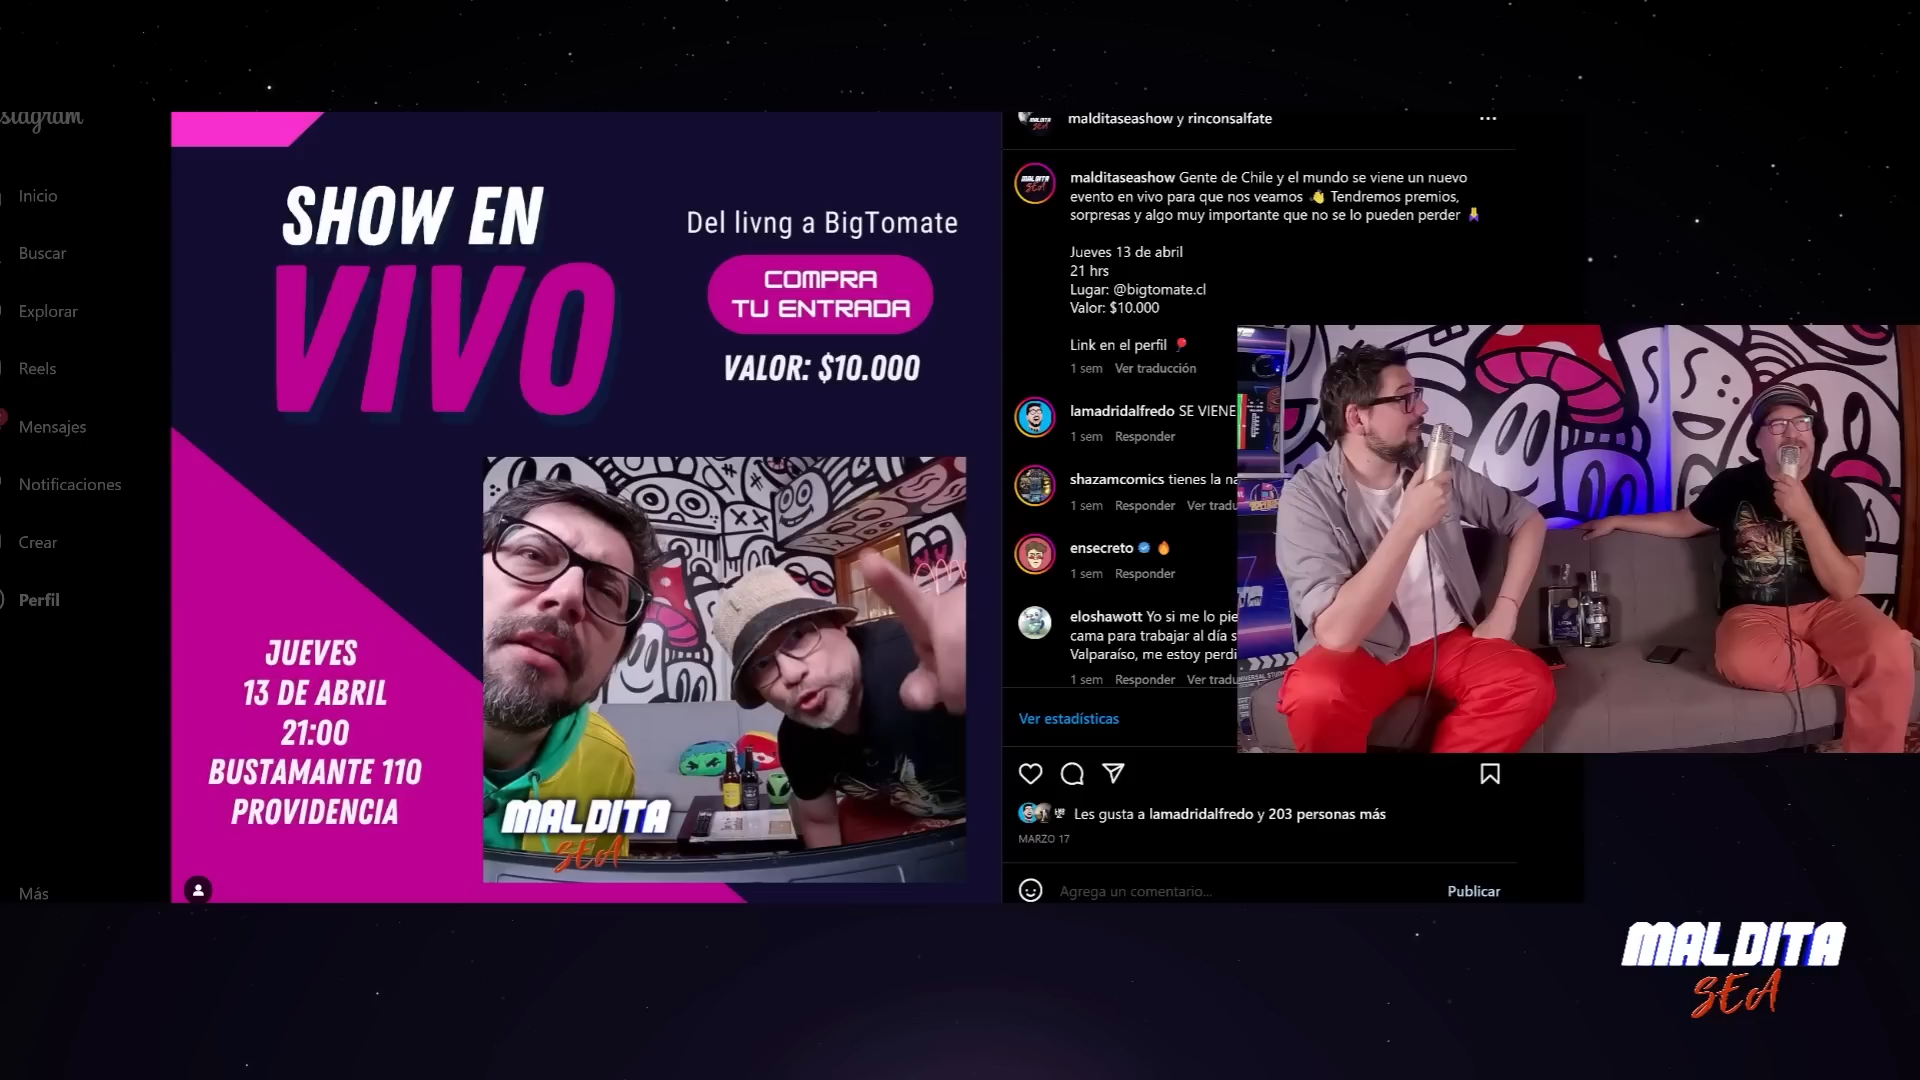 Inicio
Buscar
Explorar
Reels
Mensajes
Notificaciones
Crear
Perfil
Más
SHOW EN
VIVO
Del livng a BigTomate
COMPRA
TU ENTRADA
VALOR: $10.000
JUEVES
13 DE ABRIL
21:00
BUSTAMANTE 110
PROVIDENCIA
MALDITA
SEA
malditaseashow y rinconsalfate
malditaseashow Gente de Chile y el mundo se viene un nuevo
evento en vivo para que nos veamos 👏 Tendremos premios,
sorpresas y algo muy importante que no se lo pueden perder
Jueves 13 de abril
21 hrs
Lugar: @bigtomate.cl
Valor: $10.000
Link en el perfil 📍
1 sem Ver traducción
lamadridalfredo SE VIENE
1 sem Responder
shazamcomics tienes la
1 sem Responder Ver
ensecreto 🔥
1 sem Responder
eloshawott Yo si me lo
cama para trabajar al día
Valparaíso, me estoy
1 sem Responder Ver
Ver estadísticas
Les gusta a lamadridalfredo y 203 personas más
MARZO 17
Agrega un comentario... Publicar
MALDITA
SEA